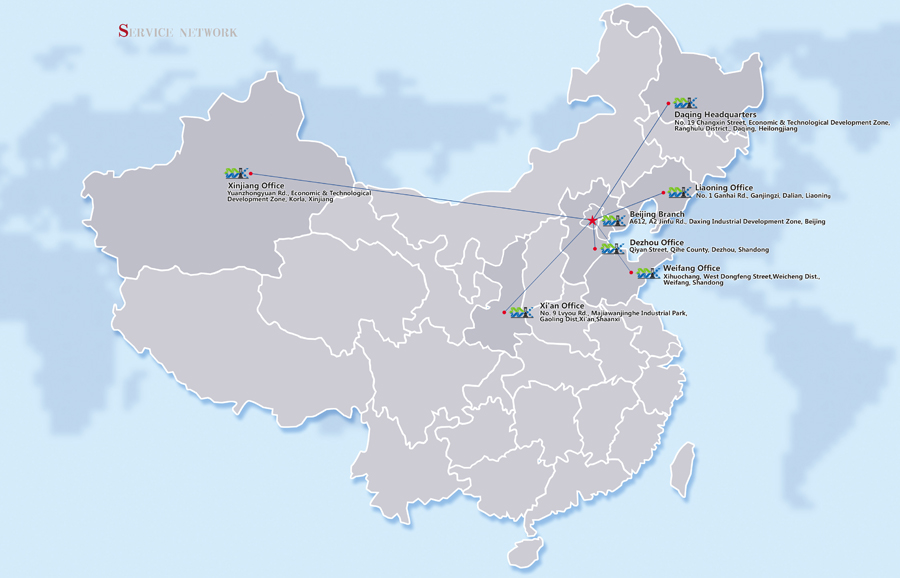 SERVICE NETWORK
Daqing Headquarters
No. 19 Changxin Street, Economic & Technological Development Zone,
Ranghulu District., Daqing, Heilongjiang
Xinjiang Office
Yuanzhongyuan Rd., Economic & Technological
Development Zone, Korla, Xinjiang
Liaoning Office
No. 1 Ganhai Rd., Ganjingzi, Dalian, Liaoning
Beijing Branch
A612, A2 Jinfu Rd., Daxing Industrial Development Zone, Beijing
Dezhou Office
Qiyan Street, Qihe County, Dezhou, Shandong
Weifang Office
Xihuochang, West Dongfeng Street,Weicheng Dist.,
Weifang, Shandong
Xi'an Office
No. 9 Lvyou Rd., Majiawanjinghe Industrial Park,
Gaoling Dist,Xi'an,Shaanxi